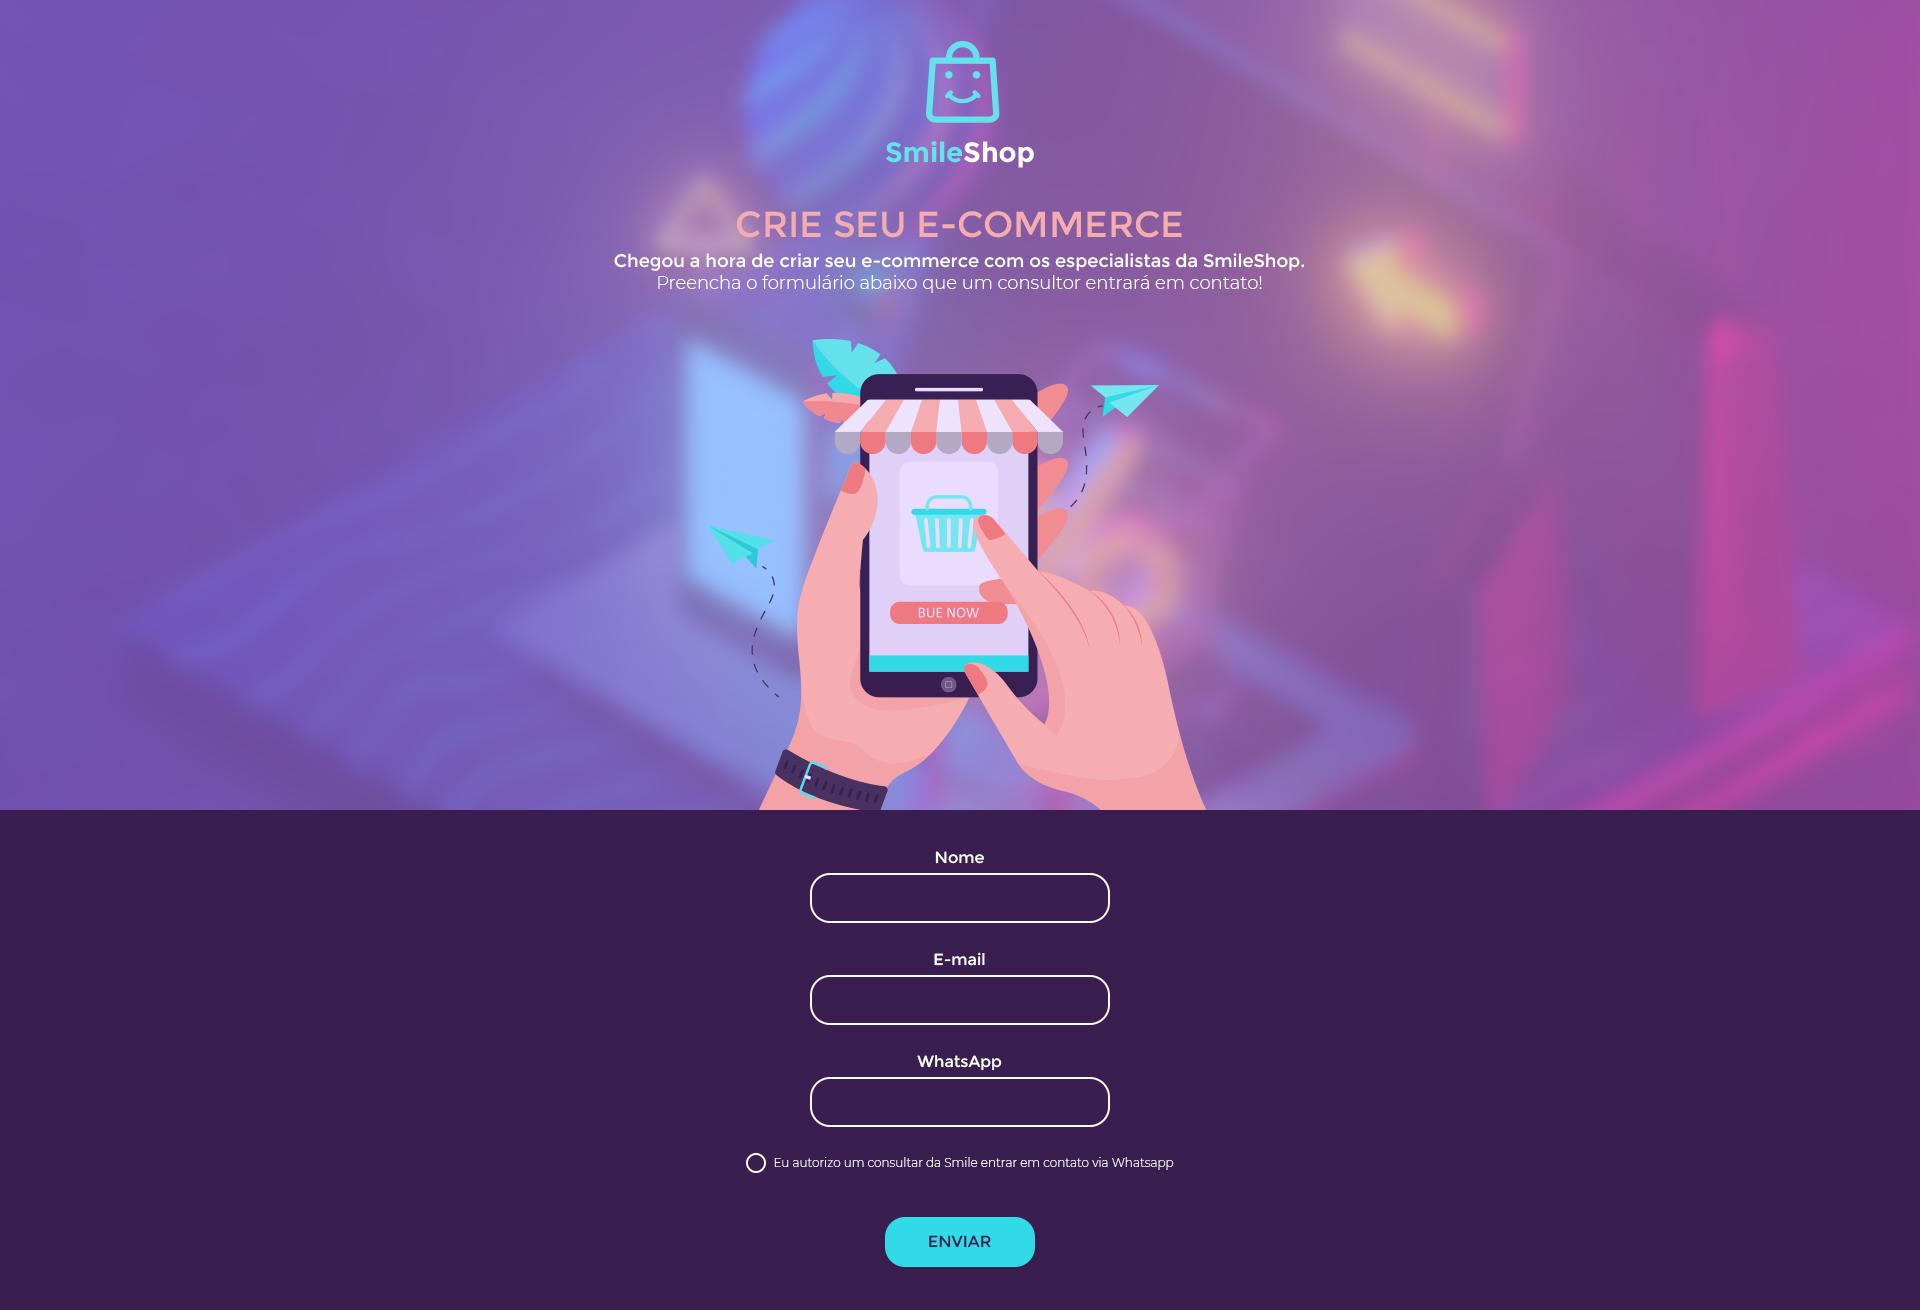 SmileShop
CRIE SEU E-COMMERCE
Chegou a hora de criar seu e-commerce com os especialistas da SmileShop.
Preencha o formulário abaixo que um consultor entrará em contato!
BUE NOW
Nome
E-mail
WhatsApp
Eu autorizo um consultar da Smile entrar em contato via Whatsapp
ENVIAR